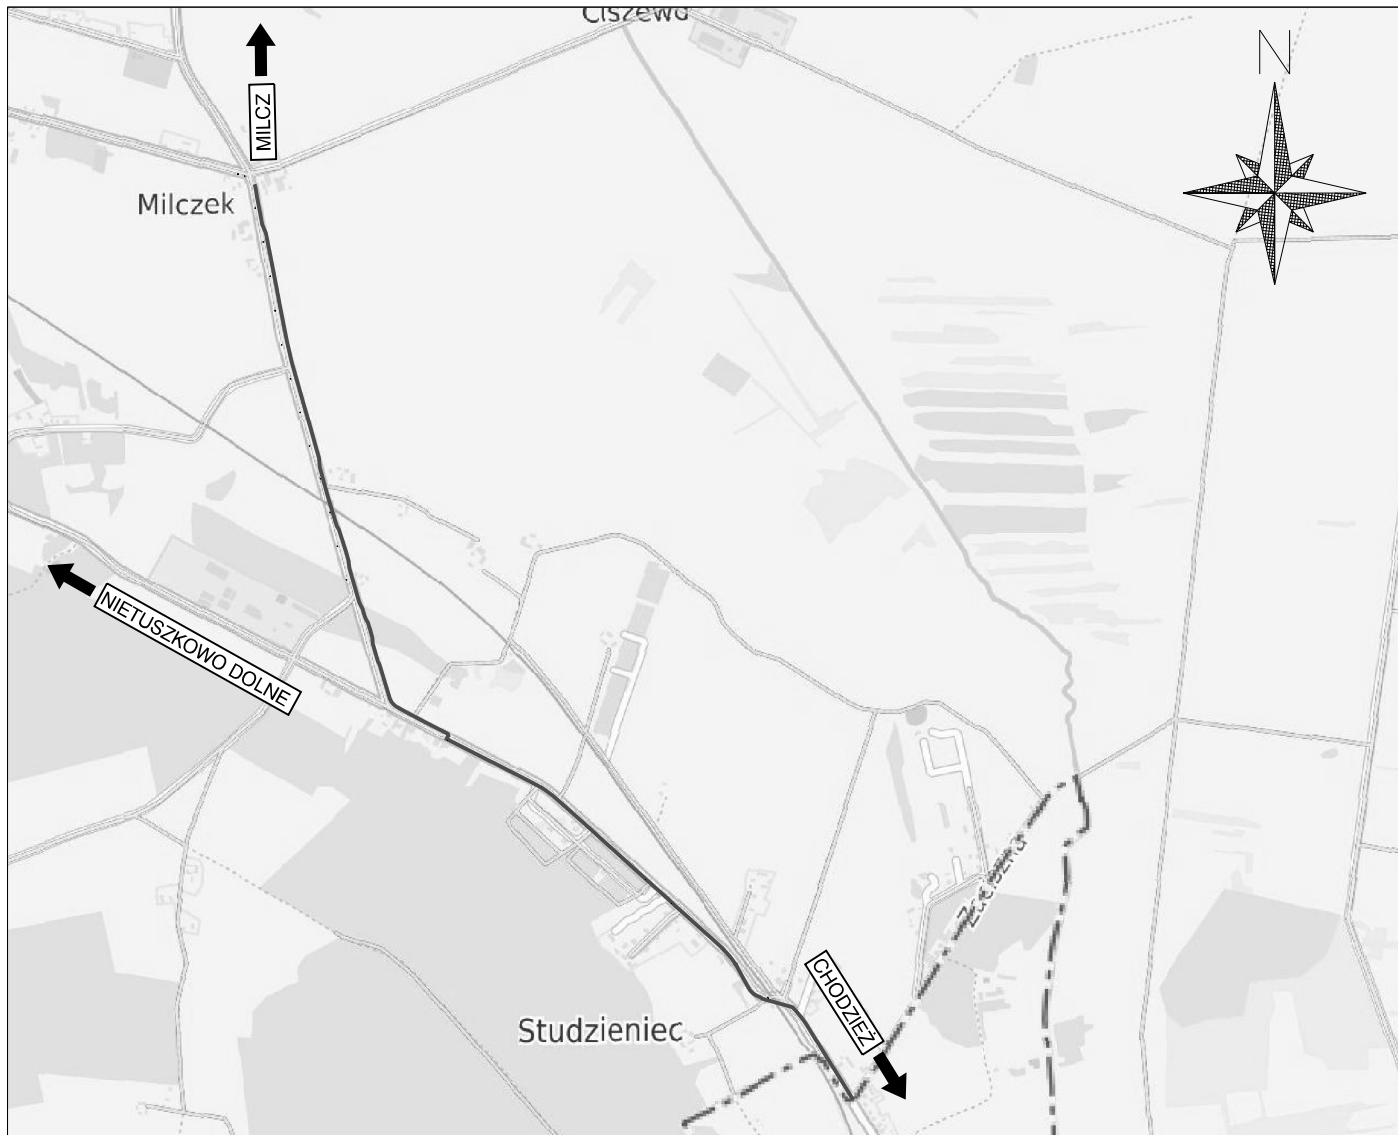 Ciszewo
N
MILCZ
Milczek
NIETUSZKOWO DOLNE
CHODZIEŻ
Studzieniec